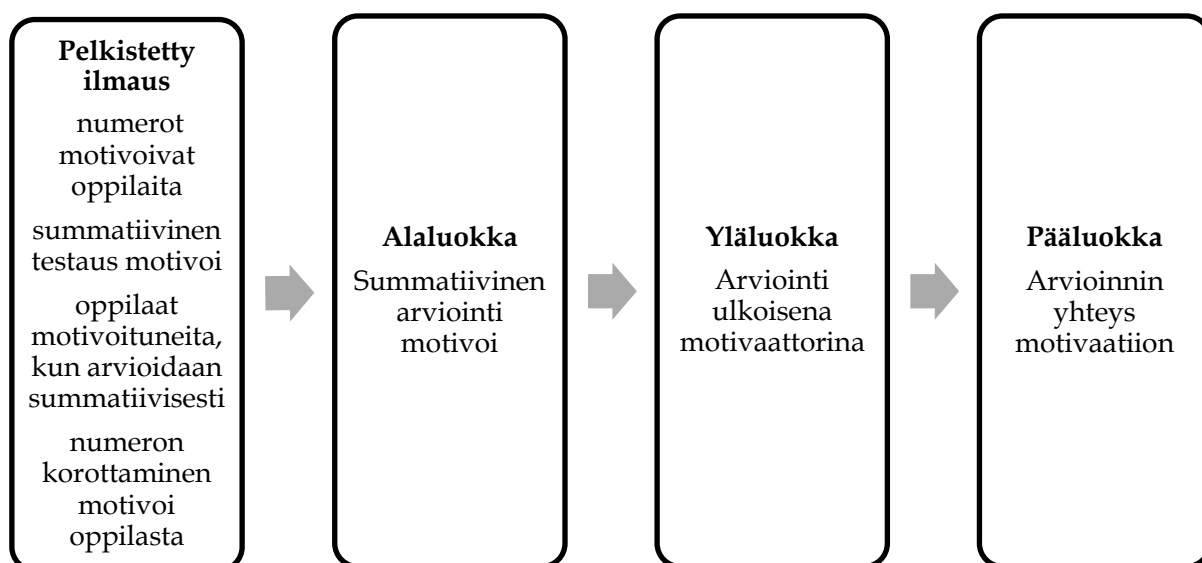 Pelkistetty
ilmaus
numerot
motivoivat
oppilaita
summatiivinen
testaus motivoi
oppilaat
motivoituneita,
kun arvioidaan
summatiivisesti
numeron
korottaminen
motivoi
oppilasta
Alaluokka
Summatiivinen
arviointi
motivoi
Yläluokka
Arviointi
ulkoisena
motivaattorina
Pääluokka
Arvioinnin
yhteys
motivaatiion